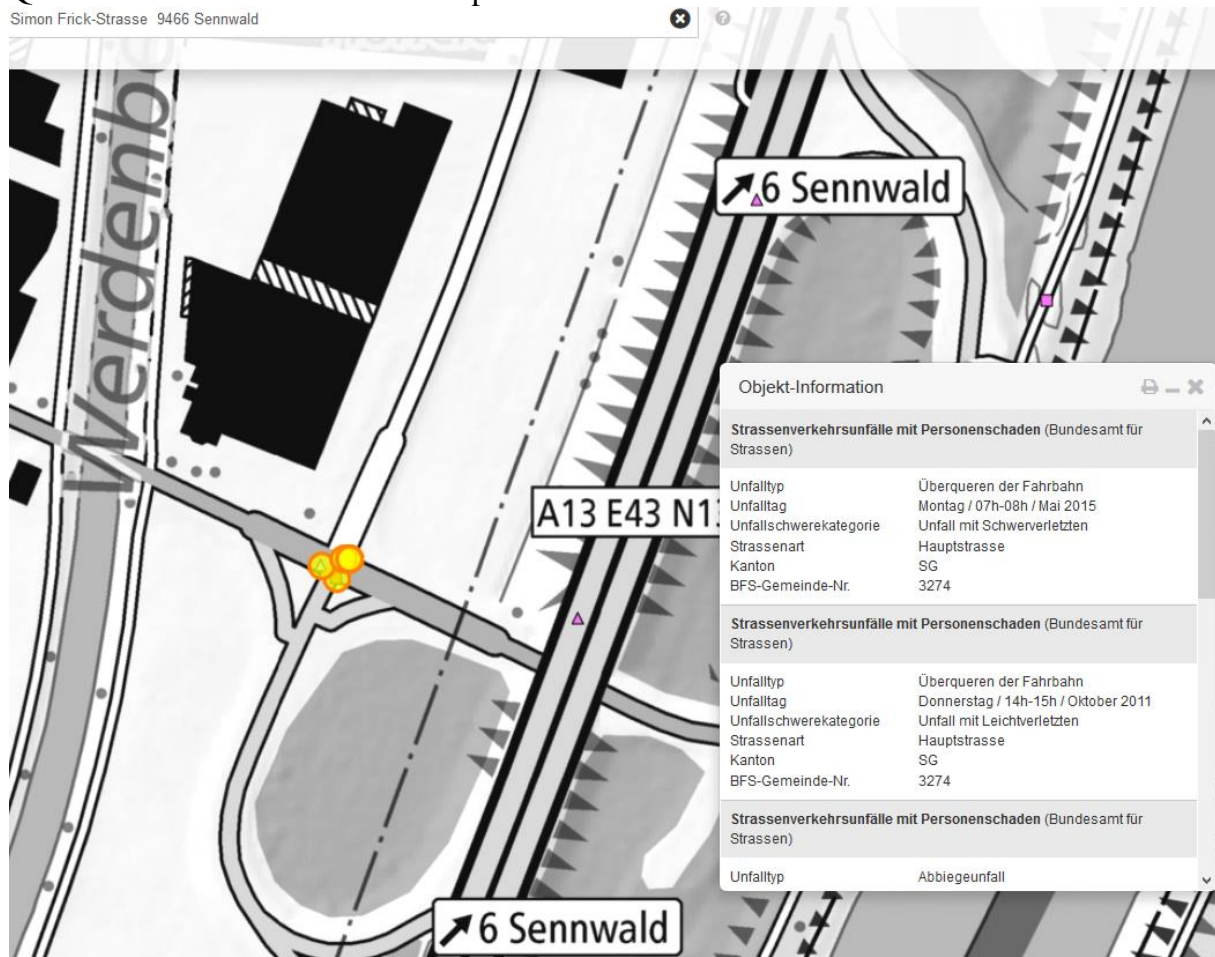 Simon Frick-Strasse 9466 Sennwald
6 Sennwald
Werdenb
Objekt-Information
Strassenverkehrsunfälle mit Personenschaden (Bundesamt für
Strassen)
Unfalltyp Überqueren der Fahrbahn
Unfalltag Montag / 07h-08h / Mai 2015
Unfallschwerekategorie Unfall mit Schwerverletzten
Strassenart Hauptstrasse
Kanton SG
BFS-Gemeinde-Nr. 3274
A13 E43 N13
Strassenverkehrsunfälle mit Personenschaden (Bundesamt für
Strassen)
Unfalltyp Überqueren der Fahrbahn
Unfalltag Donnerstag / 14h-15h / Oktober 2011
Unfallschwerekategorie Unfall mit Leichtverletzten
Strassenart Hauptstrasse
Kanton SG
BFS-Gemeinde-Nr. 3274
Strassenverkehrsunfälle mit Personenschaden (Bundesamt für
Strassen)
Unfalltyp Abbiegeunfall
6 Sennwald